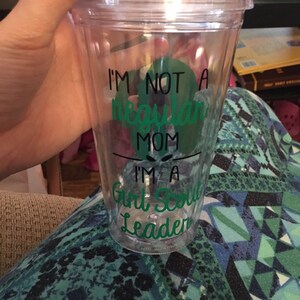 I'M NOT A
Regular
MOM
I'M A
Girl Scout
Leader